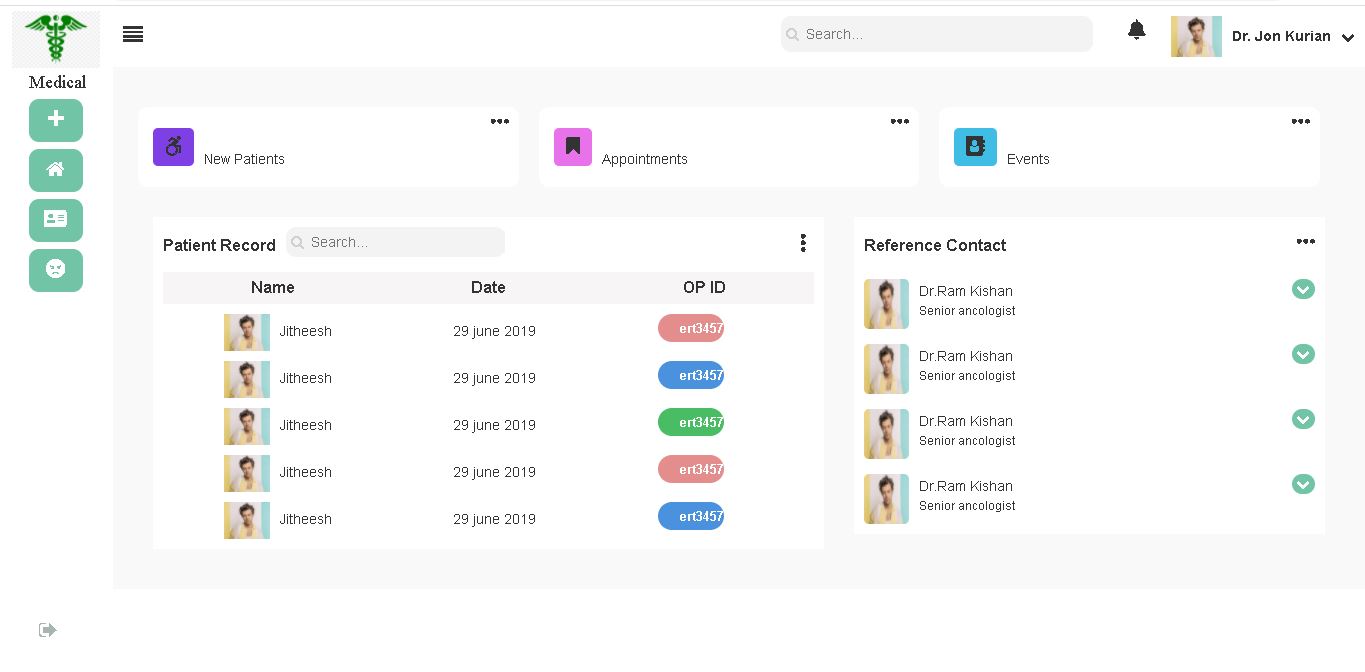 Search...
Dr. Jon Kurian
Medical
New Patients
Appointments
Events
Patient Record
Search...
Name Date OP ID
Jitheesh 29 june 2019 ert3457
Jitheesh 29 june 2019 ert3457
Jitheesh 29 june 2019 ert3457
Jitheesh 29 june 2019 ert3457
Jitheesh 29 june 2019 ert3457
Reference Contact
Dr.Ram Kishan
Senior ancologist
Dr.Ram Kishan
Senior ancologist
Dr.Ram Kishan
Senior ancologist
Dr.Ram Kishan
Senior ancologist